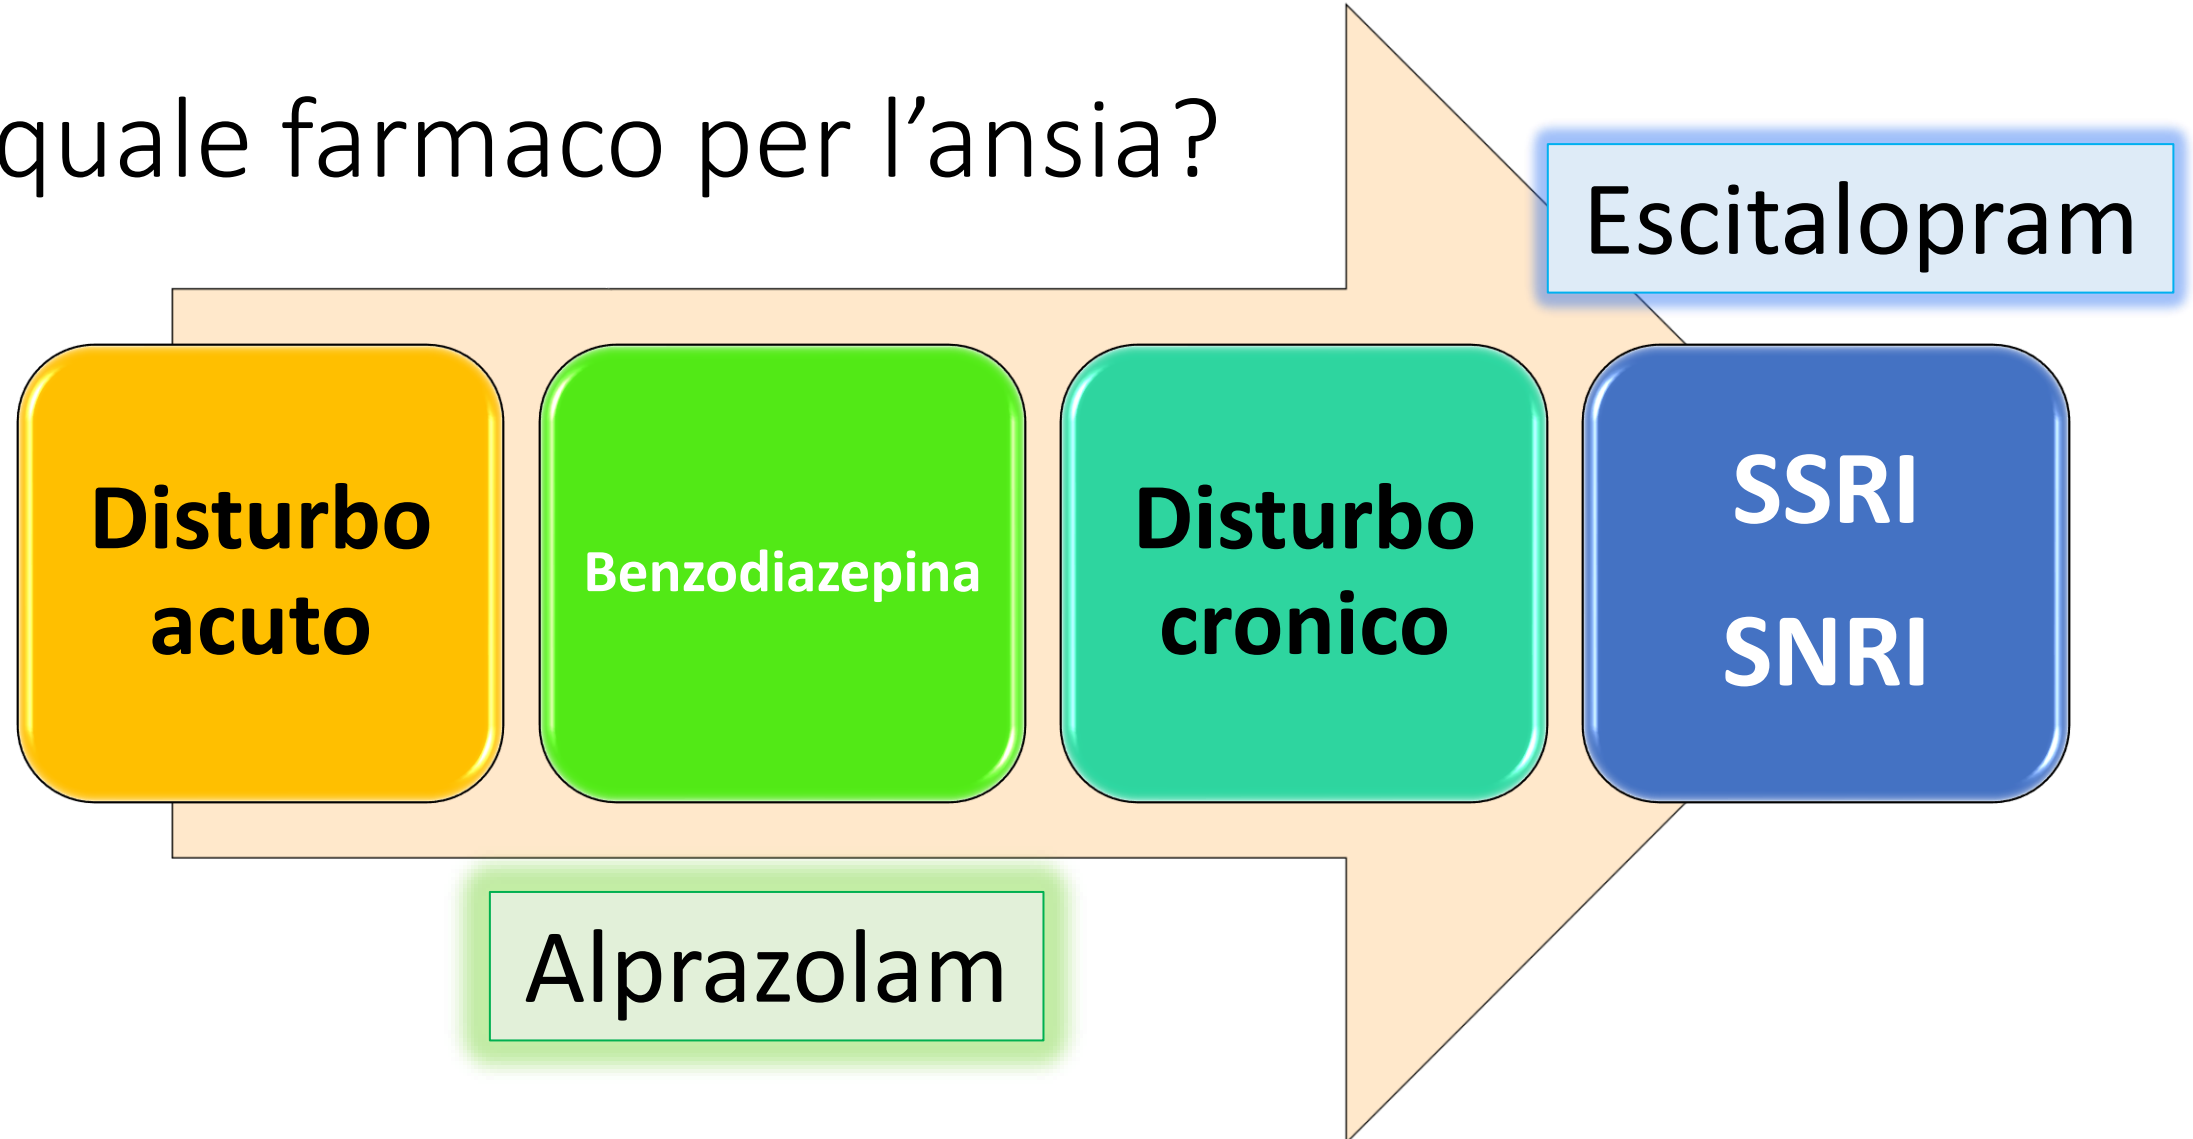 quale farmaco per l’ansia?
Escitalopram
Disturbo
acuto
Benzodiazepina
Disturbo
cronico
SSRI
SNRI
Alprazolam